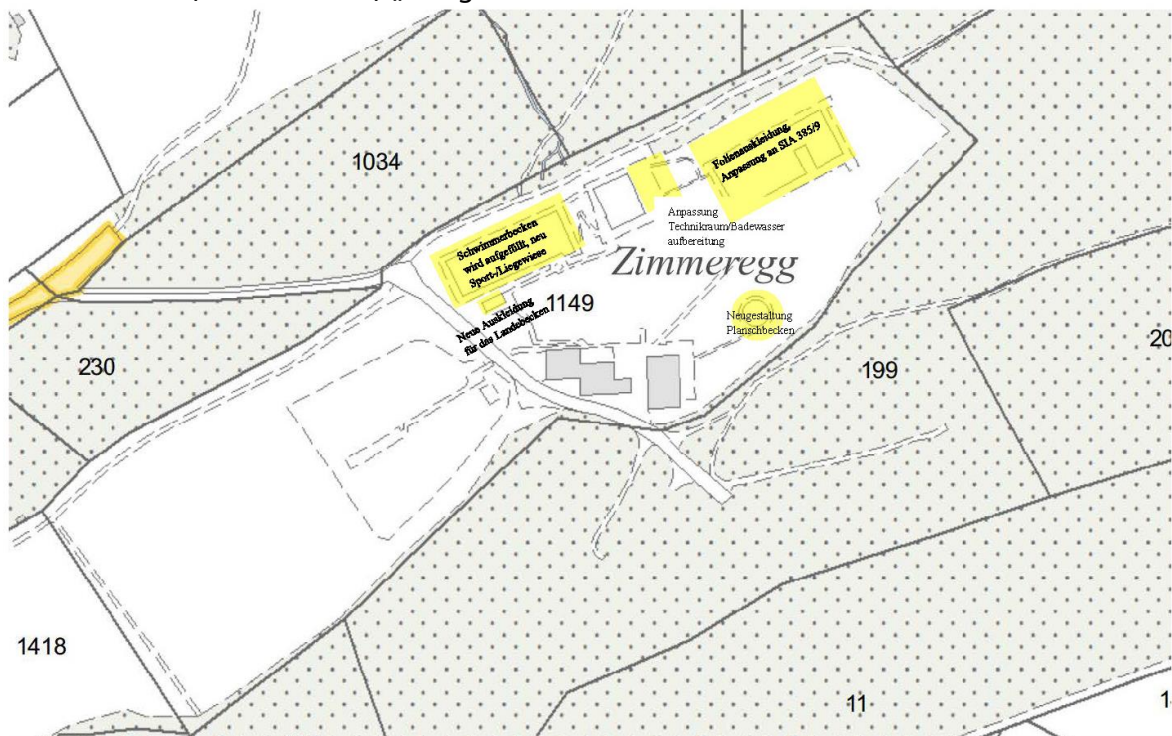 1034
Folienauskleidung,
Anpassung an SIA 385/9
Anpassung
Technikraum/Badewasser
aufbereitung
Schwimmerbecken
wird aufgefüllt, neu
Sport-/Liegewiese
Zimmeregg
1149
Neue Auskleidung
für das Landebecken
Neugestaltung
Planschbecken
230
199
20
1418
11
1